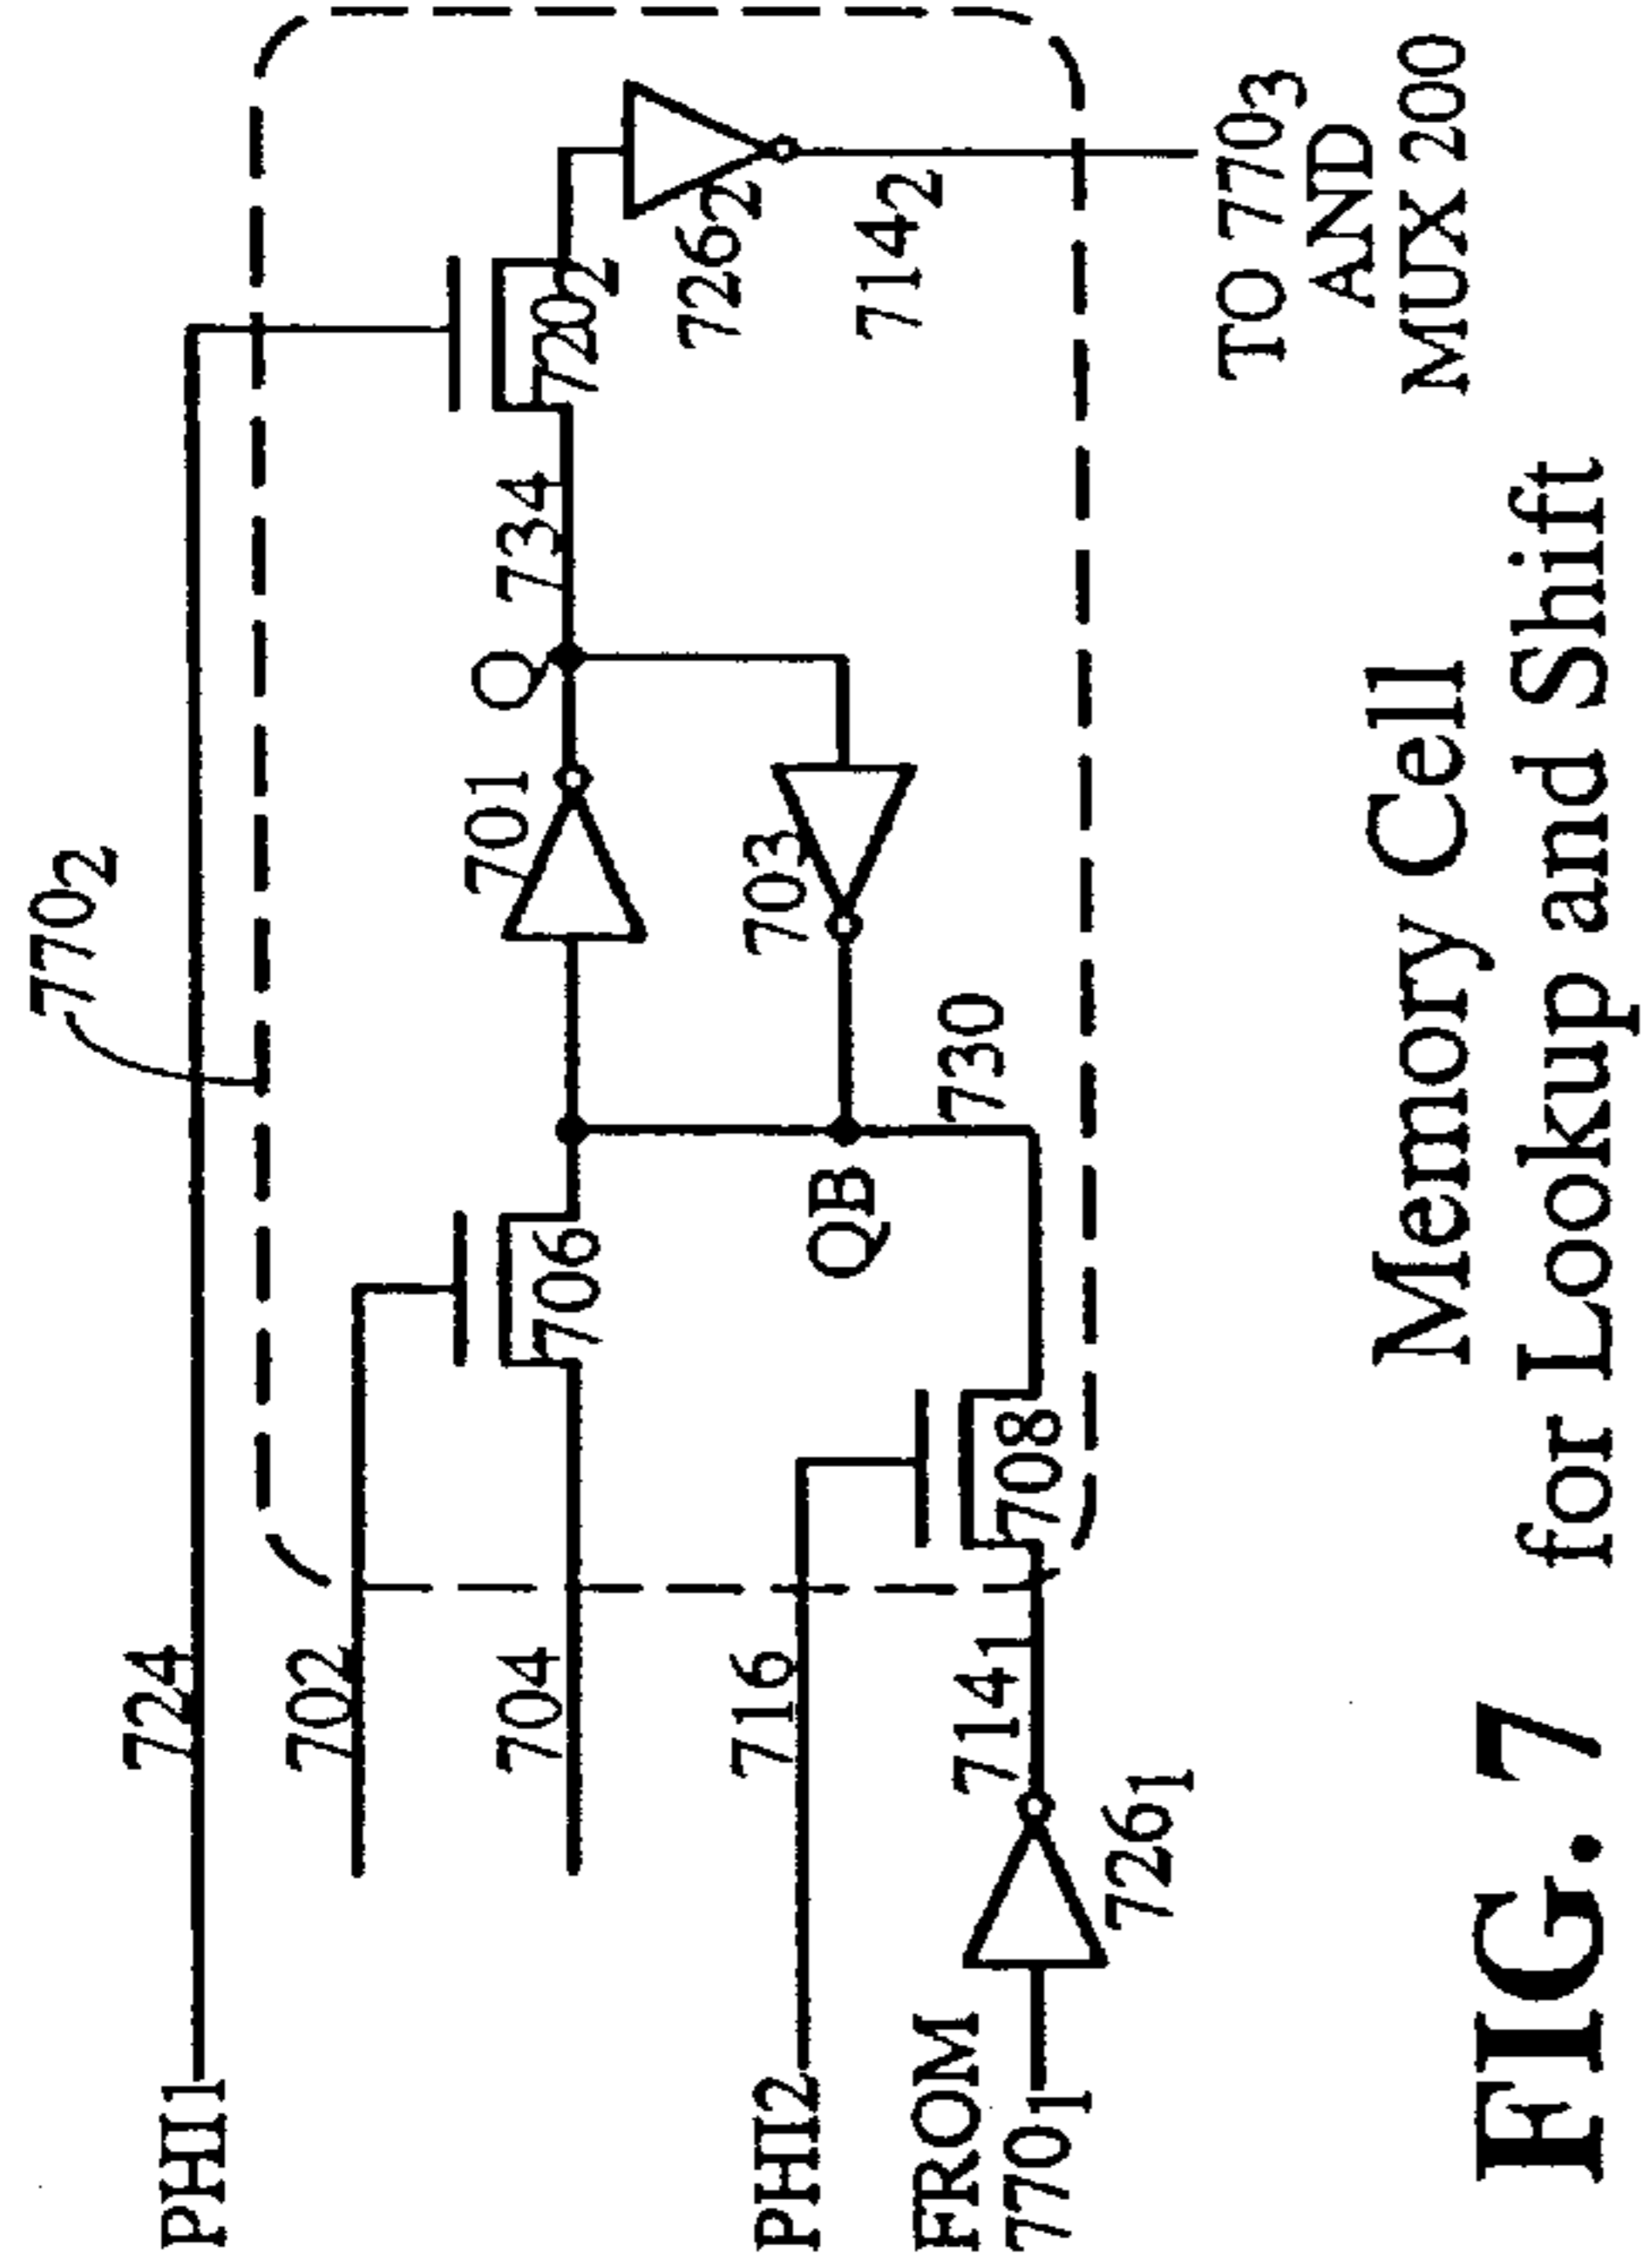 PHI1
724
770₂
702
704
706
701
Q
734
720₂
726₂
714₂
703
QB
730
PHI2
716
708
FROM
770₁
726₁
714₁
TO 770₃
AND
MUX 200
Memory Cell
FIG. 7 for Lookup and Shift